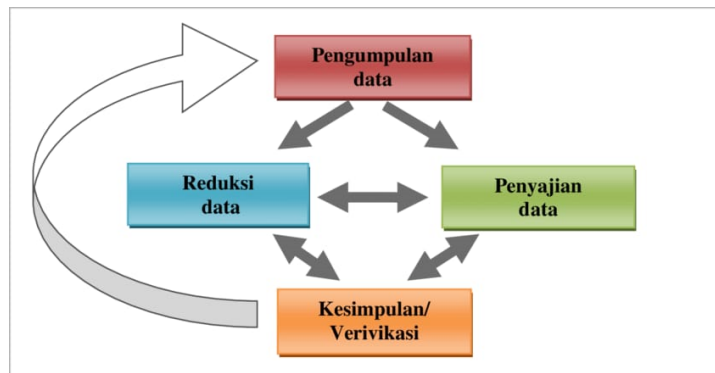 Pengumpulan
data
Reduksi
data
Penyajian
data
Kesimpulan/
Verivikasi